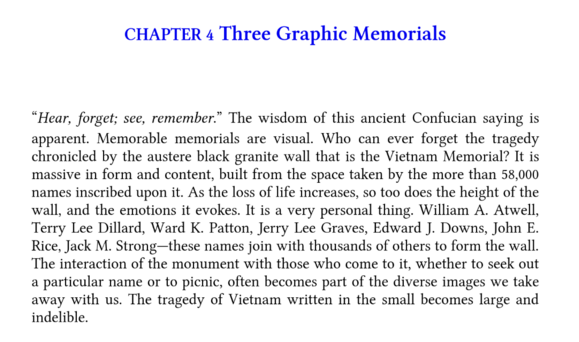 CHAPTER 4 Three Graphic Memorials
“Hear, forget; see, remember.” The wisdom of this ancient Confucian saying is
apparent. Memorable memorials are visual. Who can ever forget the tragedy
chronicled by the austere black granite wall that is the Vietnam Memorial? It is
massive in form and content, built from the space taken by the more than 58,000
names inscribed upon it. As the loss of life increases, so too does the height of the
wall, and the emotions it evokes. It is a very personal thing. William A. Atwell,
Terry Lee Dillard, Ward K. Patton, Jerry Lee Graves, Edward J. Downs, John E.
Rice, Jack M. Strong—these names join with thousands of others to form the wall.
The interaction of the monument with those who come to it, whether to seek out
a particular name or to picnic, often becomes part of the diverse images we take
away with us. The tragedy of Vietnam written in the small becomes large and
indelible.